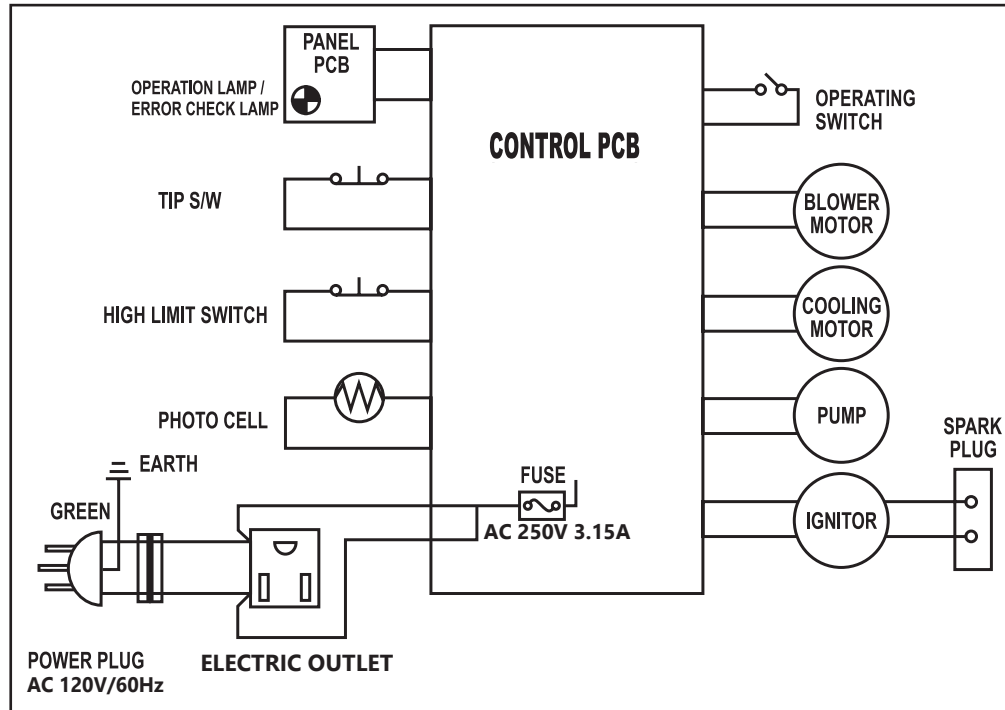 PANEL
PCB
OPERATION LAMP /
ERROR CHECK LAMP
CONTROL PCB
OPERATING
SWITCH
TIP S/W
BLOWER
MOTOR
HIGH LIMIT SWITCH
COOLING
MOTOR
PHOTO CELL
PUMP
SPARK
PLUG
EARTH
FUSE
GREEN
AC 250V 3.15A
IGNITOR
POWER PLUG
AC 120V/60Hz
ELECTRIC OUTLET